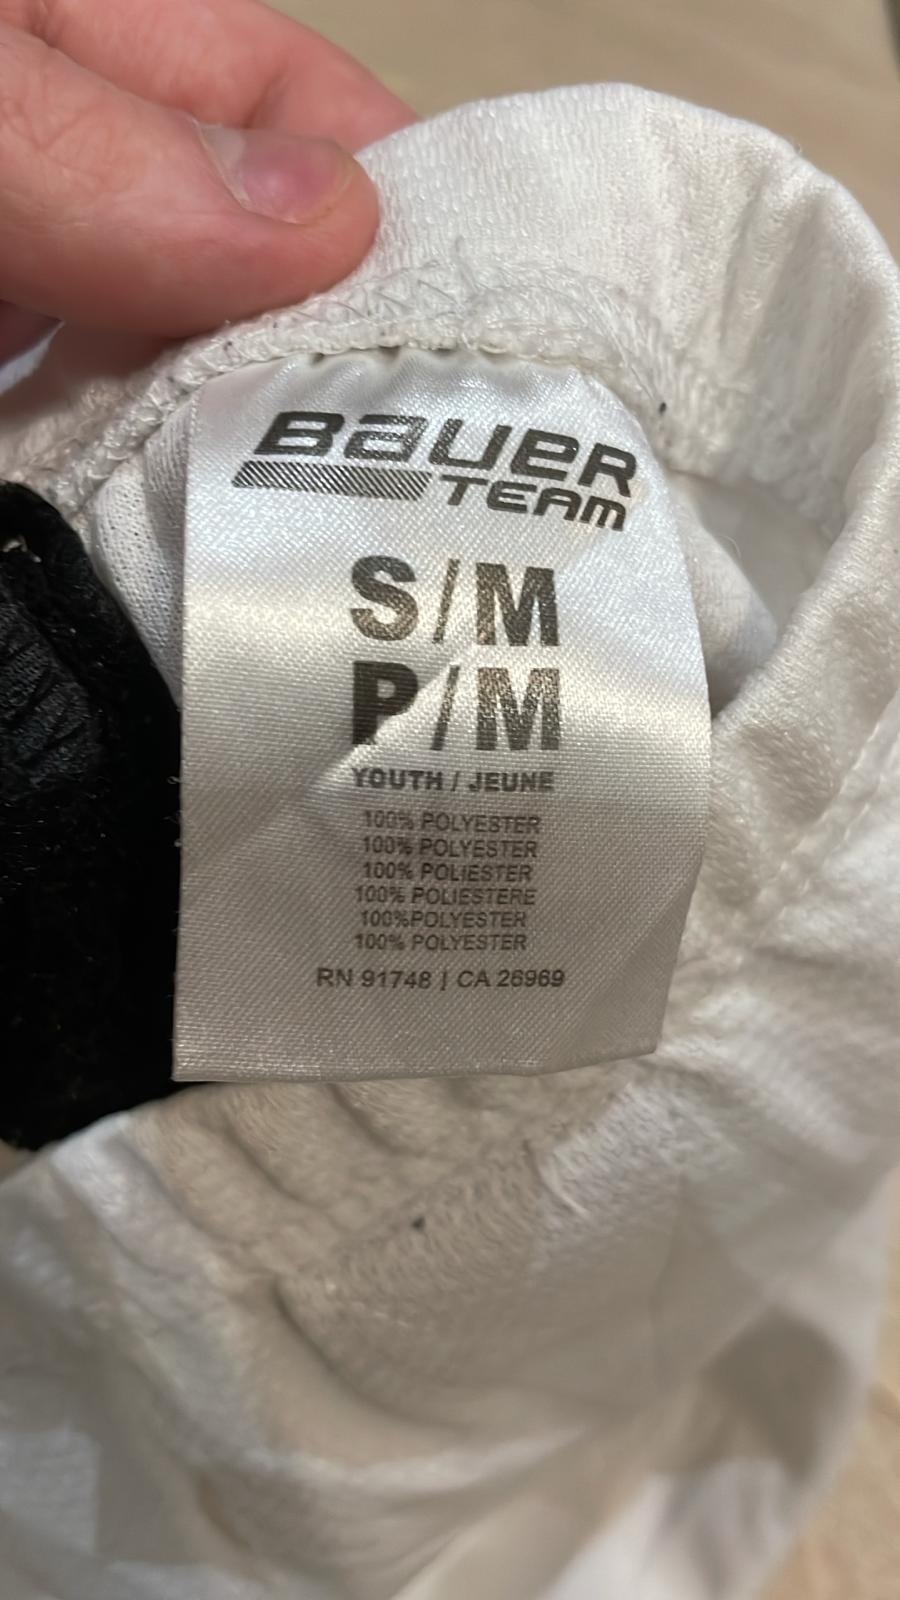 BAUER
TEAM
S/M
P/M
YOUTH / JEUNE
100% POLYESTER
100% POLYESTER
100% POLIESTER
100% POLIESTERE
100%POLYESTER
100% POLYESTER
RN 91748 | CA 26969